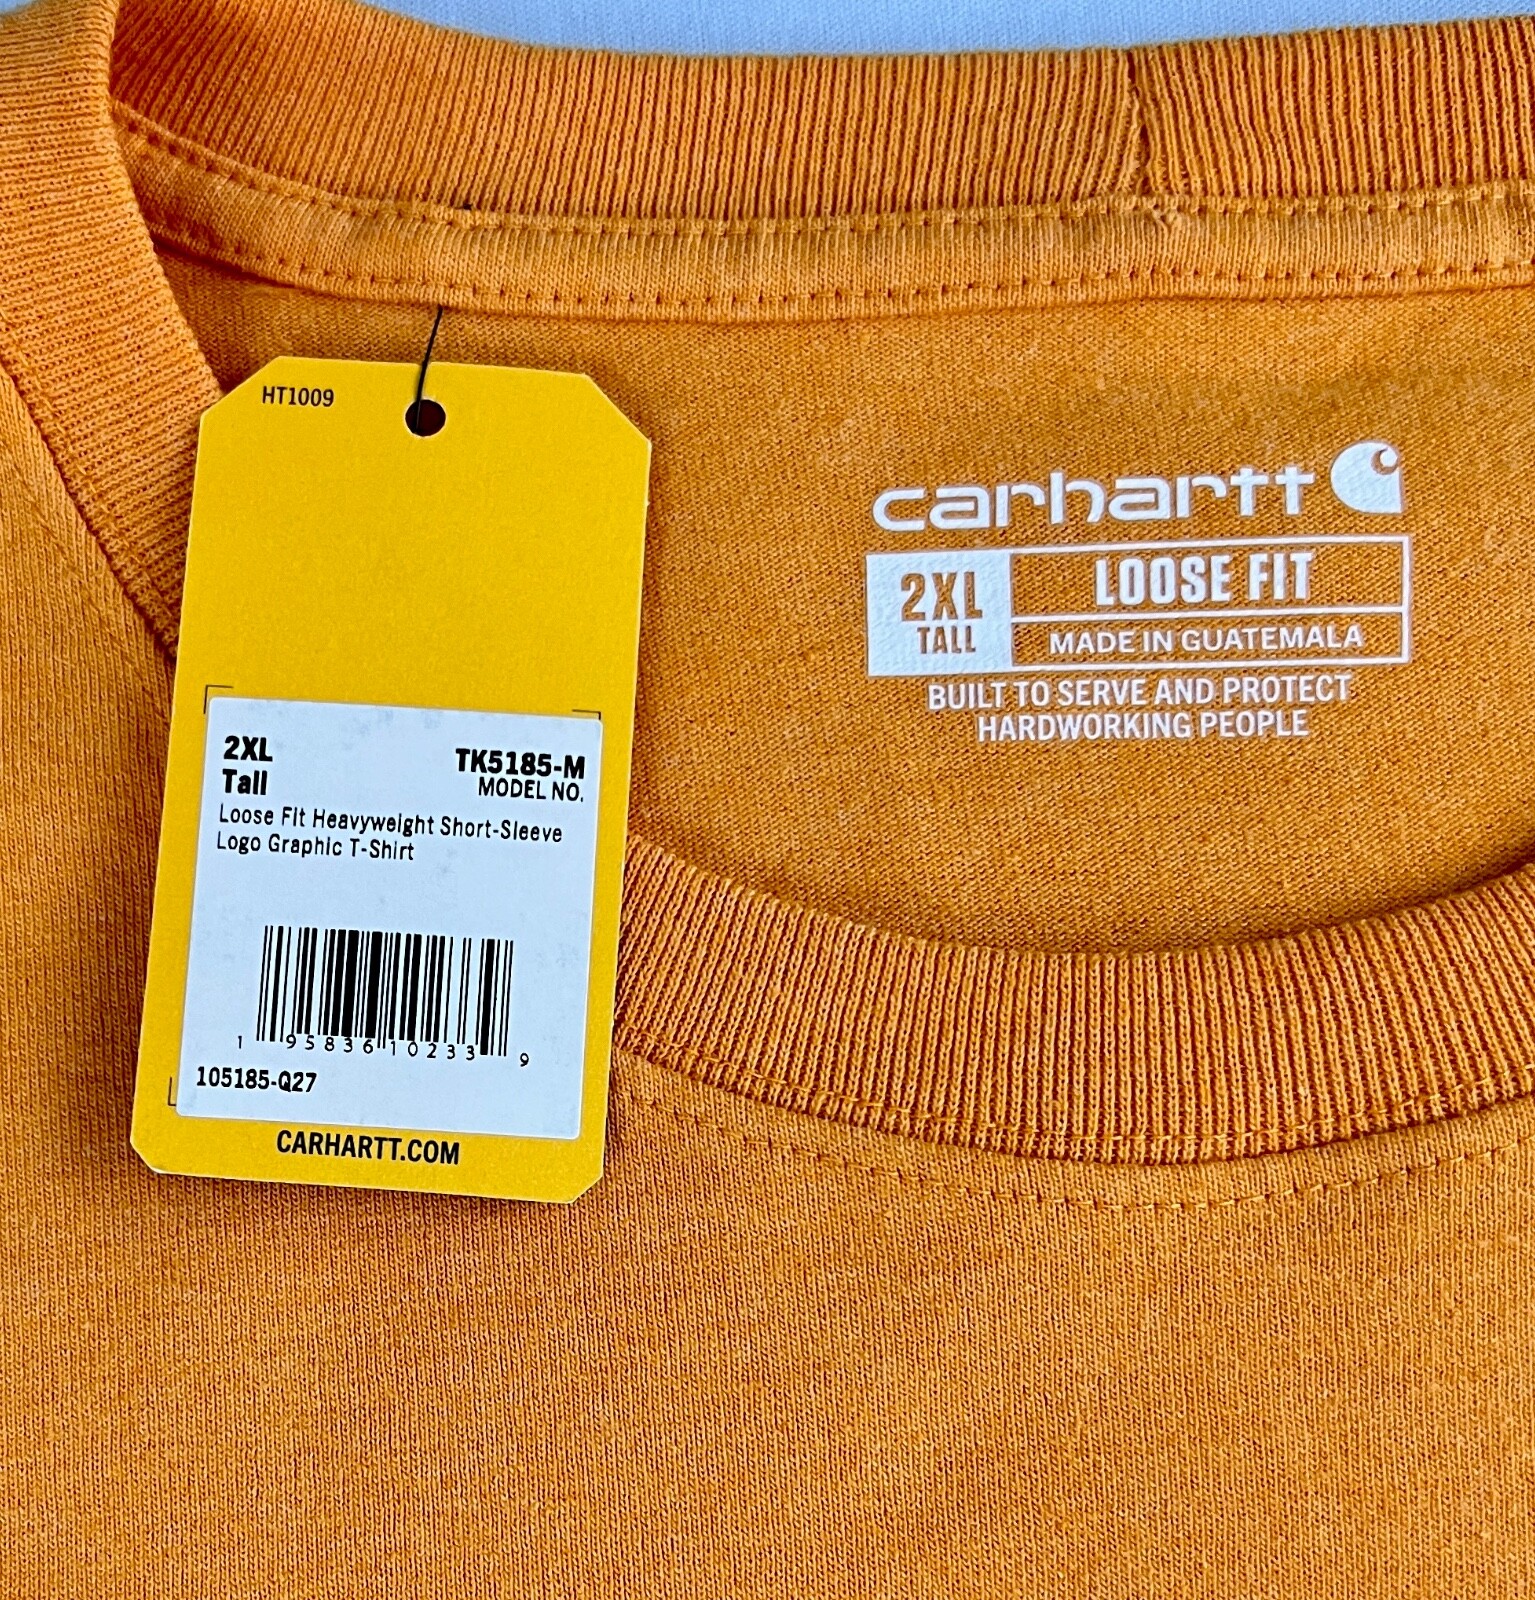 HT1009
2XL
Tall
TK5185-M
MODEL NO.
Loose Fit Heavyweight Short-Sleeve
Logo Graphic T-Shirt
1 95836 10233 9
105185-Q27
CARHARTT.COM
carhartt
2XL
TALL
LOOSE FIT
MADE IN GUATEMALA
BUILT TO SERVE AND PROTECT
HARDWORKING PEOPLE